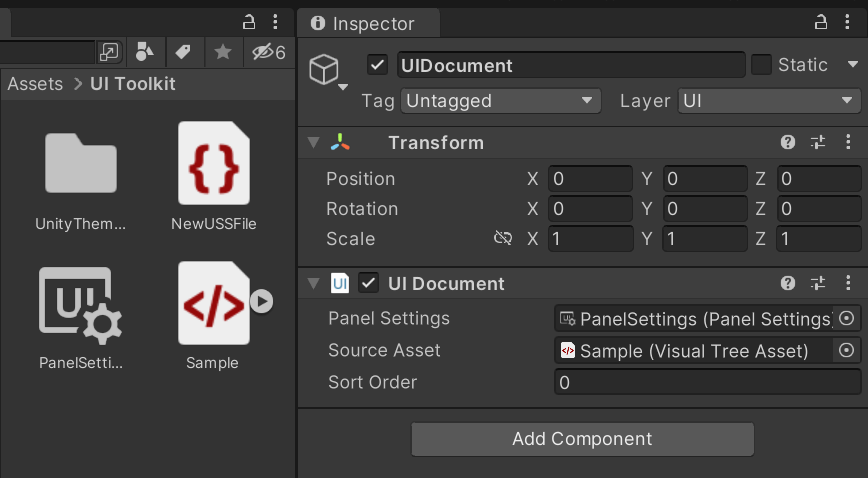 6
Assets > UI Toolkit
UnityThem...
NewUSSFile
UI
PanelSetti...
Sample
Inspector
UIDocument
Static
Tag Untagged Layer UI
Transform
Position X 0 Y 0 Z 0
Rotation X 0 Y 0 Z 0
Scale X 1 Y 1 Z 1
UI UI Document
Panel Settings PanelSettings (Panel Settings)
Source Asset Sample (Visual Tree Asset)
Sort Order 0
Add Component